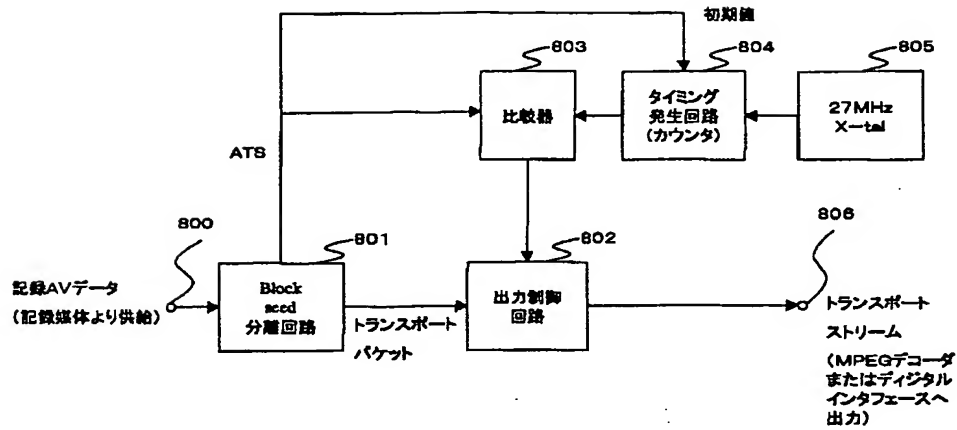 初期値
803
804
805
比較器
タイミング
発生回路
(カウンタ)
27MHz
X-tal
ATS
800
801
802
806
記録AVデータ
(記録媒体より供給)
Block
seed
分離回路
トランスポート
パケット
出力制御
回路
トランスポート
ストリーム
(MPEGデコーダ
またはディジタル
インタフェースへ
出力)